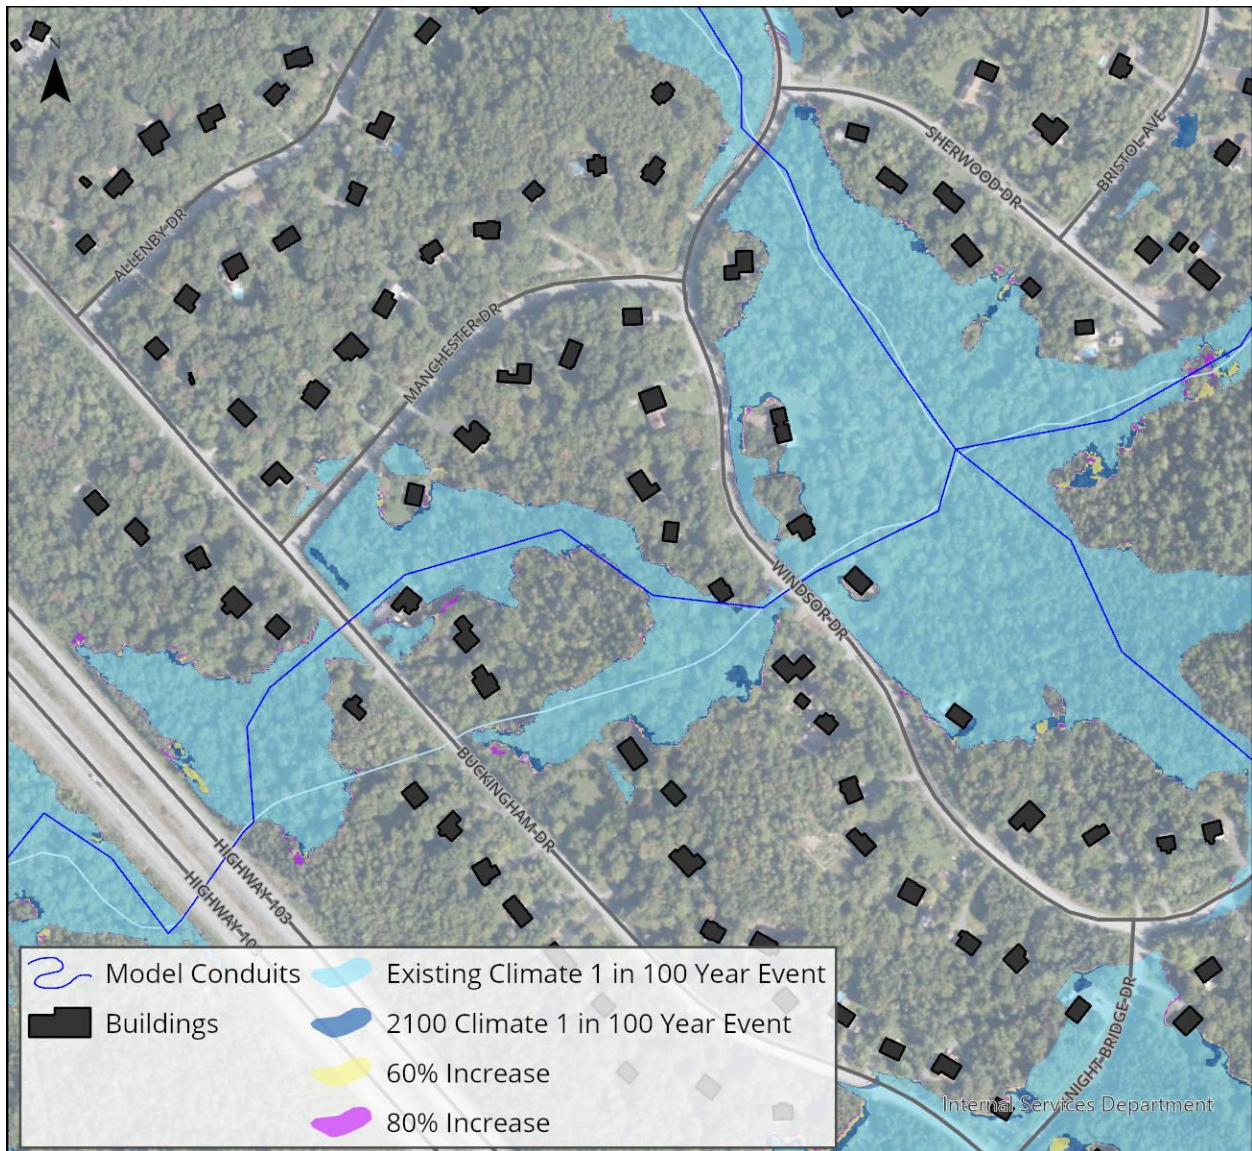 N
SHERWOOD DR
BRISTOL AVE
ALLENBY DR
MANCHESTER DR
WINDSOR DR
BUCKINGHAM DR
HIGHWAY 103
HIGHWAY 10
NIGHT BRIDGE DR
Internal Services Department
Model Conduits
Buildings
Existing Climate 1 in 100 Year Event
2100 Climate 1 in 100 Year Event
60% Increase
80% Increase